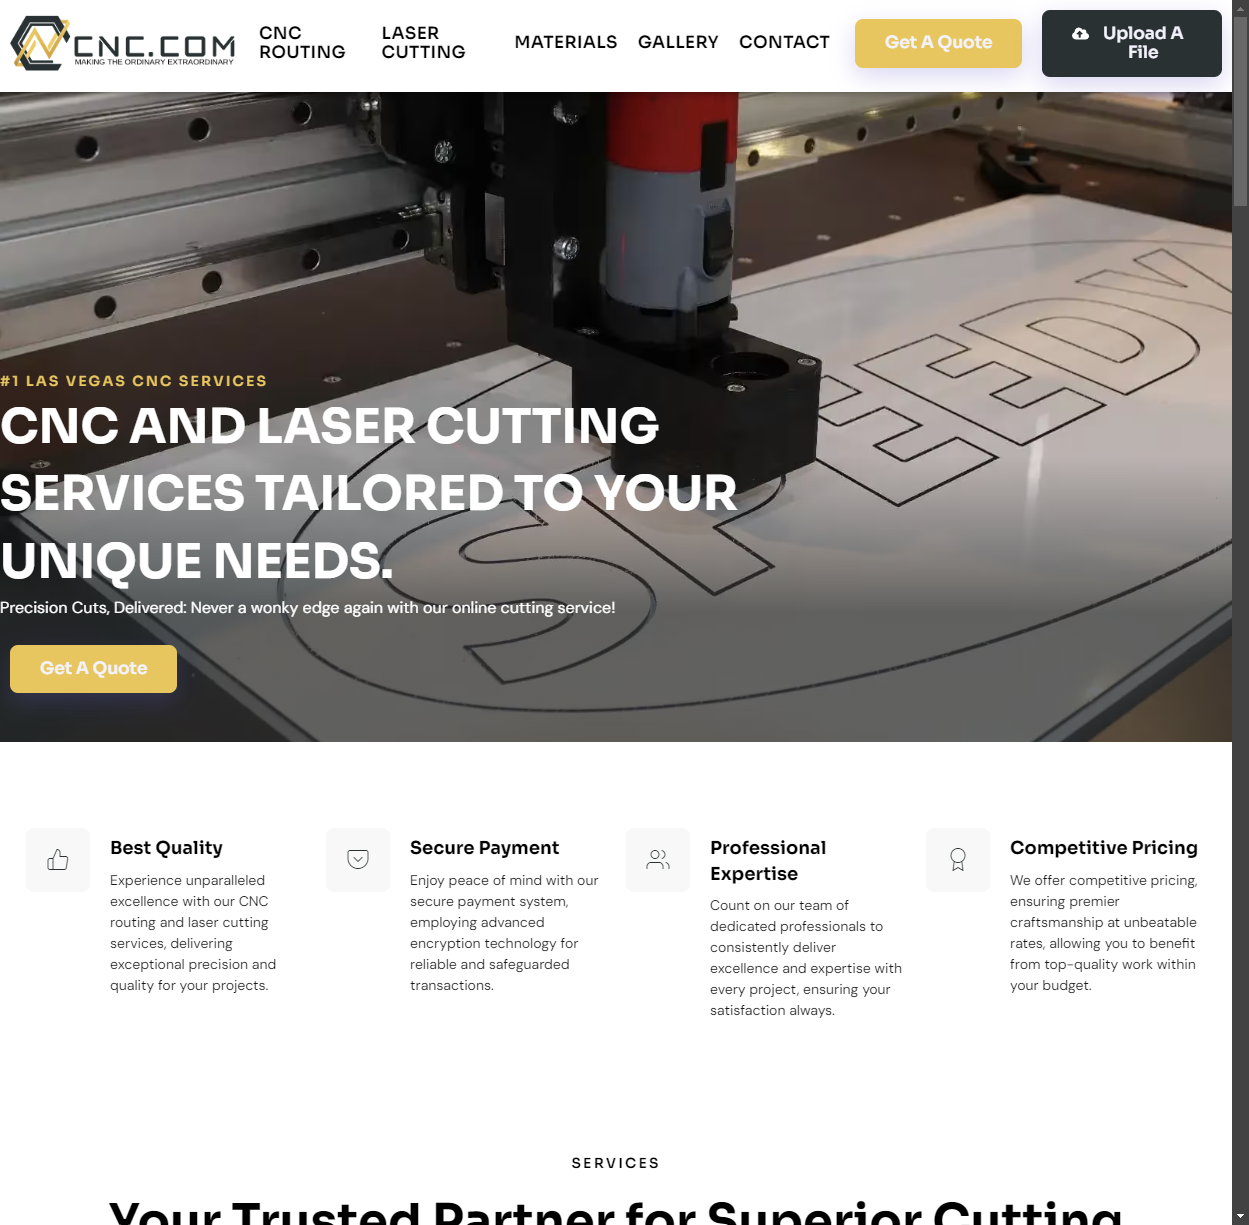 CNC.COM
MAKING THE ORDINARY EXTRAORDINARY
CNC
ROUTING
LASER
CUTTING
MATERIALS
GALLERY
CONTACT
Get A Quote
Upload A
File
SPEEDY
#1 LAS VEGAS CNC SERVICES
CNC AND LASER CUTTING
SERVICES TAILORED TO YOUR
UNIQUE NEEDS.
Precision Cuts, Delivered: Never a wonky edge again with our online cutting service!
Get A Quote
Best Quality
Experience unparalleled
excellence with our CNC
routing and laser cutting
services, delivering
exceptional precision and
quality for your projects.
Secure Payment
Enjoy peace of mind with our
secure payment system,
employing advanced
encryption technology for
reliable and safeguarded
transactions.
Professional
Expertise
Count on our team of
dedicated professionals to
consistently deliver
excellence and expertise with
every project, ensuring your
satisfaction always.
Competitive Pricing
We offer competitive pricing,
ensuring premier
craftsmanship at unbeatable
rates, allowing you to benefit
from top-quality work within
your budget.
SERVICES
Your Trusted Partner for Superior Cutting